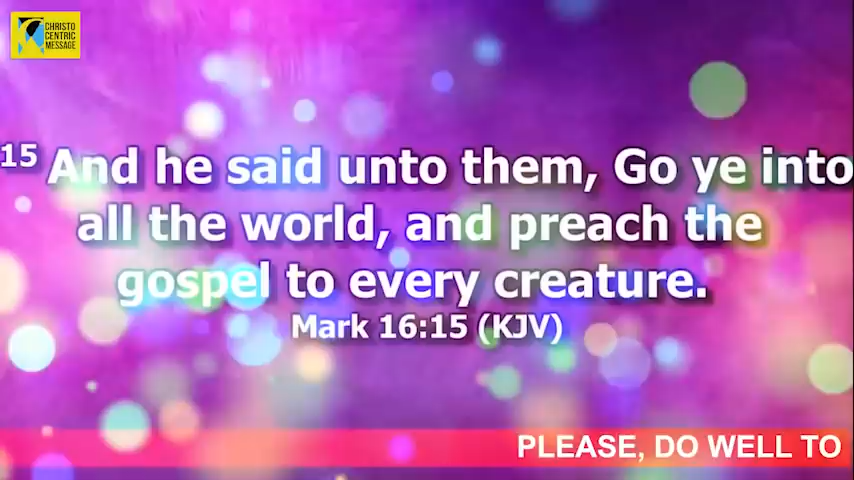 CHRISTO
CENTRIC
MESSAGE
15 And he said unto them, Go ye into
all the world, and preach the
gospel to every creature.
Mark 16:15 (KJV)
PLEASE, DO WELL TO